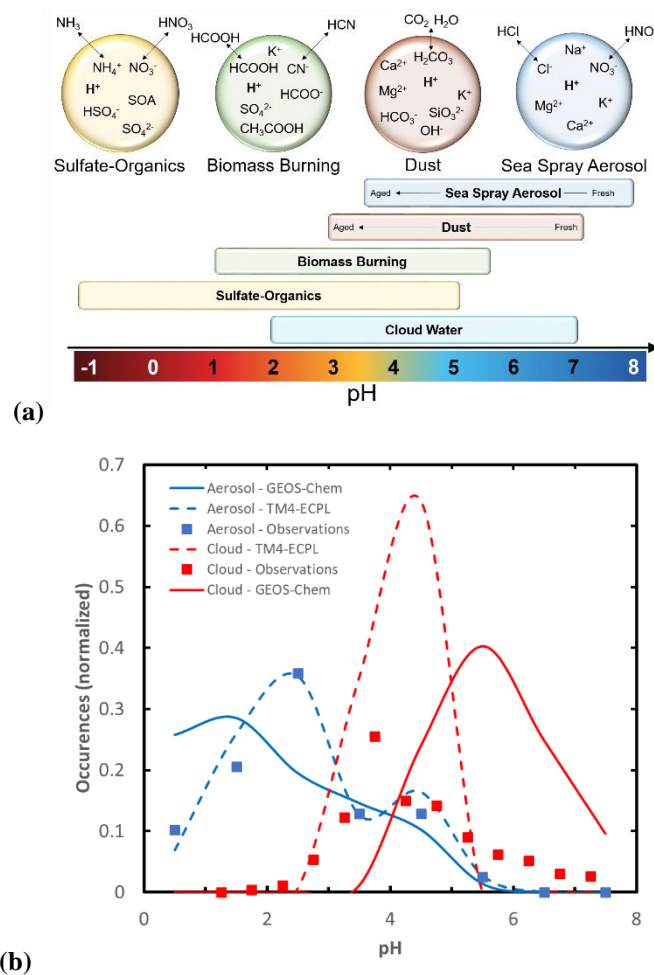 NH₃ HNO₃ HCOOH HCN CO₂ H₂O HCl HNO
NH₄⁺ NO₃⁻
H⁺ SOA
HSO₄⁻
SO₄²⁻
Sulfate-Organics
K⁺
HCOOH CN⁻
H⁺ HCOO⁻
SO₄²⁻
CH₃COOH
Biomass Burning
Ca²⁺ H₂CO₃
H⁺
Mg²⁺ K⁺
HCO₃⁻ SiO₃²⁻
OH⁻
Dust
Na⁺
Cl⁻ NO₃⁻
H⁺
Mg²⁺ K⁺
Ca²⁺
Sea Spray Aerosol
Aged Sea Spray Aerosol Fresh
Aged Dust Fresh
Biomass Burning
Sulfate-Organics
Cloud Water
-1 0 1 2 3 4 5 6 7 8
pH
(a)
0.7
0.6
0.5
0.4
0.3
0.2
0.1
0
Occurences (normalized)
Aerosol - GEOS-Chem
Aerosol - TM4-ECPL
Aerosol - Observations
Cloud - TM4-ECPL
Cloud - Observations
Cloud - GEOS-Chem
0 2 4 6 8
pH
(b)